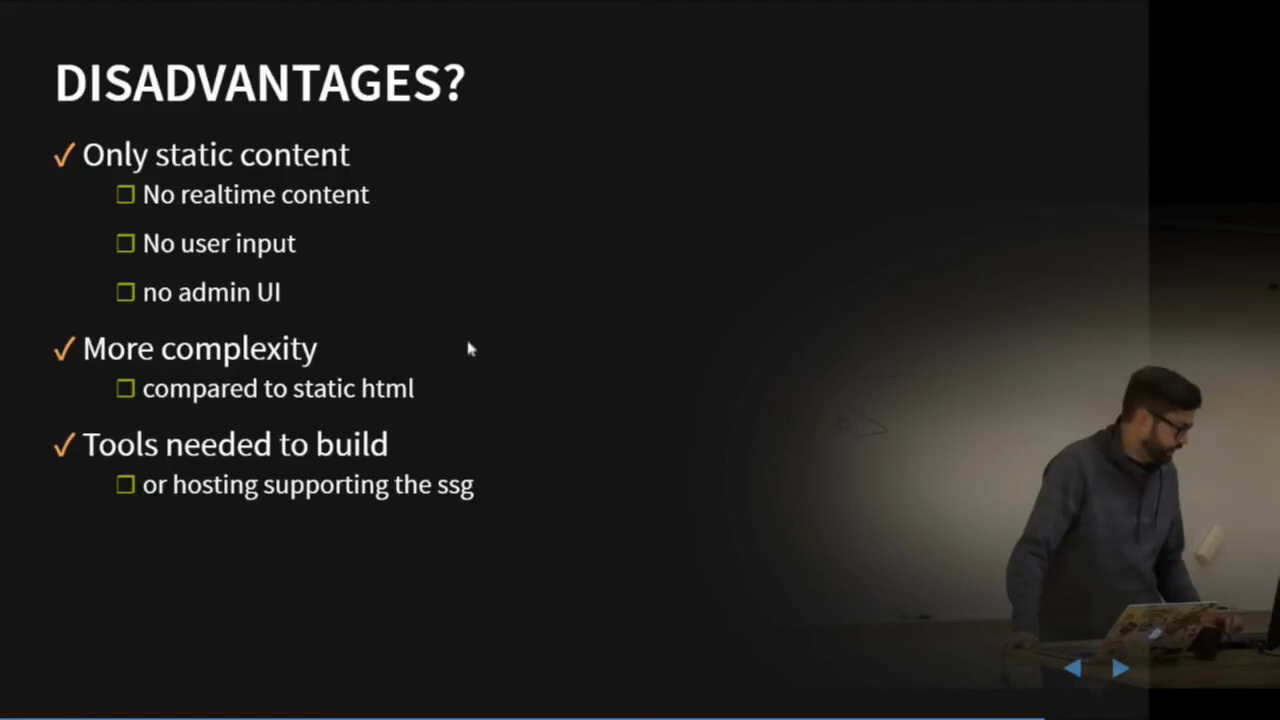 DISADVANTAGES?
✓ Only static content
❐ No realtime content
❐ No user input
❐ no admin UI
✓ More complexity
❐ compared to static html
✓ Tools needed to build
❐ or hosting supporting the ssg